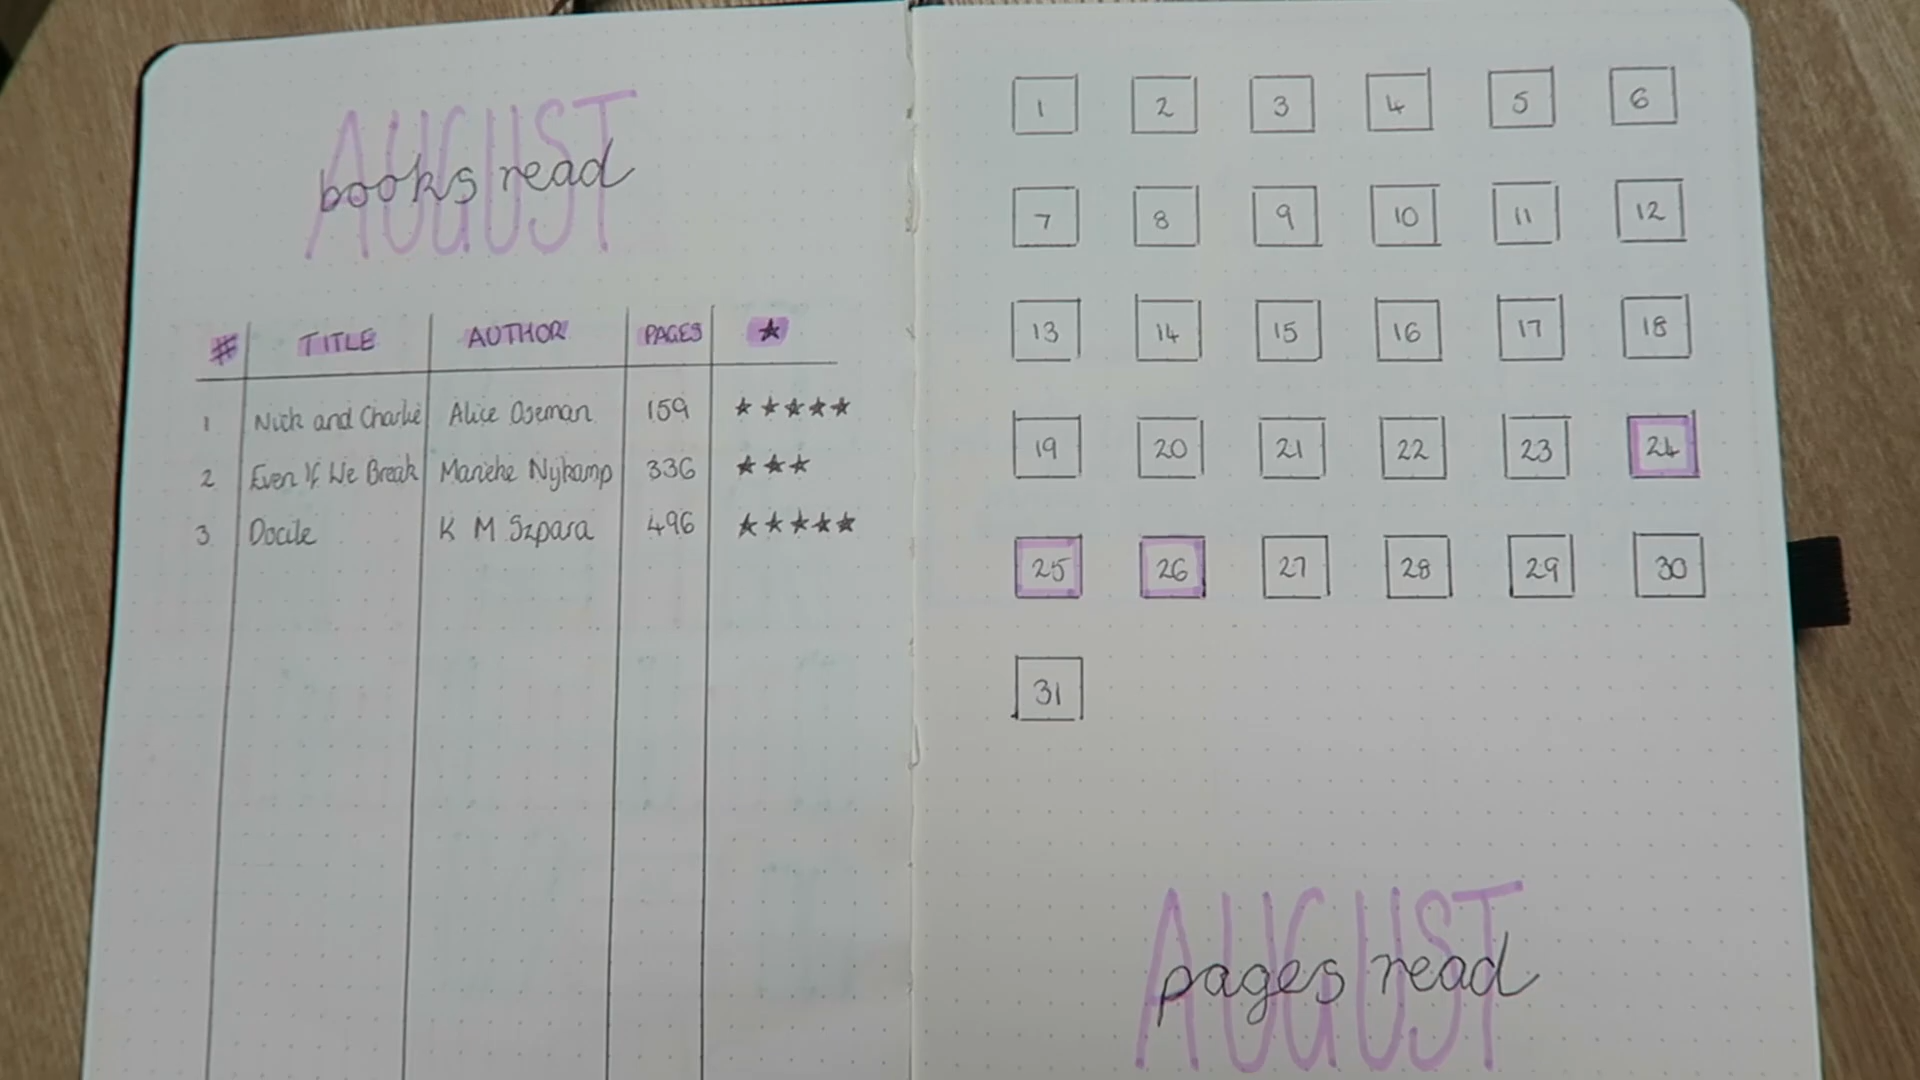 AUGUST
books read
# TITLE AUTHOR PAGES ★
1 Nick and Charlie Alice Oseman 159 ★★★★★
2 Even If We Break Marieke Nijkamp 336 ★★★
3 Docile K M Szpara 496 ★★★★★
1 2 3 4 5 6
7 8 9 10 11 12
13 14 15 16 17 18
19 20 21 22 23 24
25 26 27 28 29 30
31
AUGUST
pages read